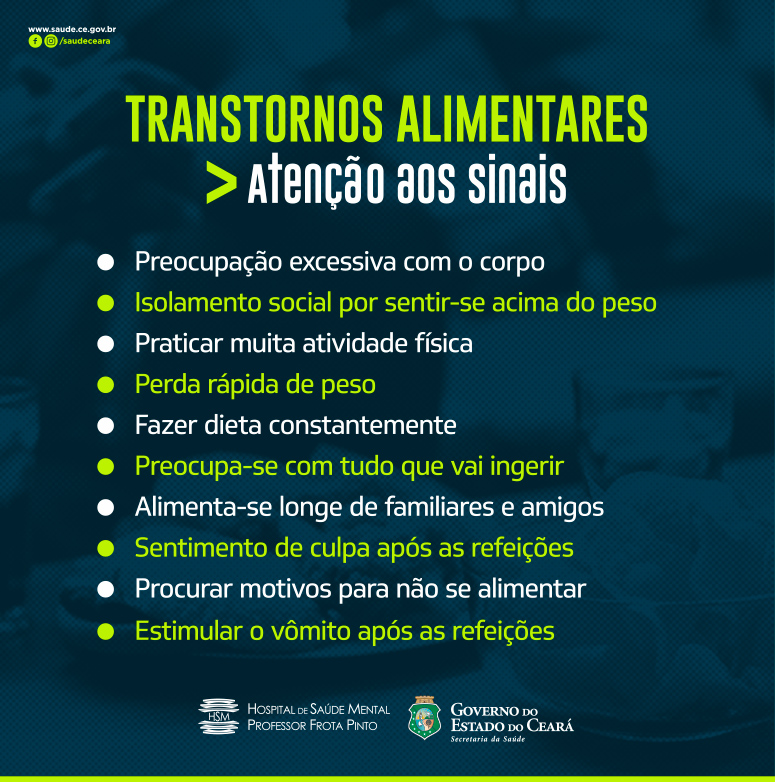 www.saude.ce.gov.br
/saudeceara
TRANSTORNOS ALIMENTARES
> Atenção aos sinais
Preocupação excessiva com o corpo
Isolamento social por sentir-se acima do peso
Praticar muita atividade física
Perda rápida de peso
Fazer dieta constantemente
Preocupa-se com tudo que vai ingerir
Alimenta-se longe de familiares e amigos
Sentimento de culpa após as refeições
Procurar motivos para não se alimentar
Estimular o vômito após as refeições
HSM
HOSPITAL DE SAÚDE MENTAL
PROFESSOR FROTA PINTO
GOVERNO DO
ESTADO DO CEARÁ
Secretaria da Saúde